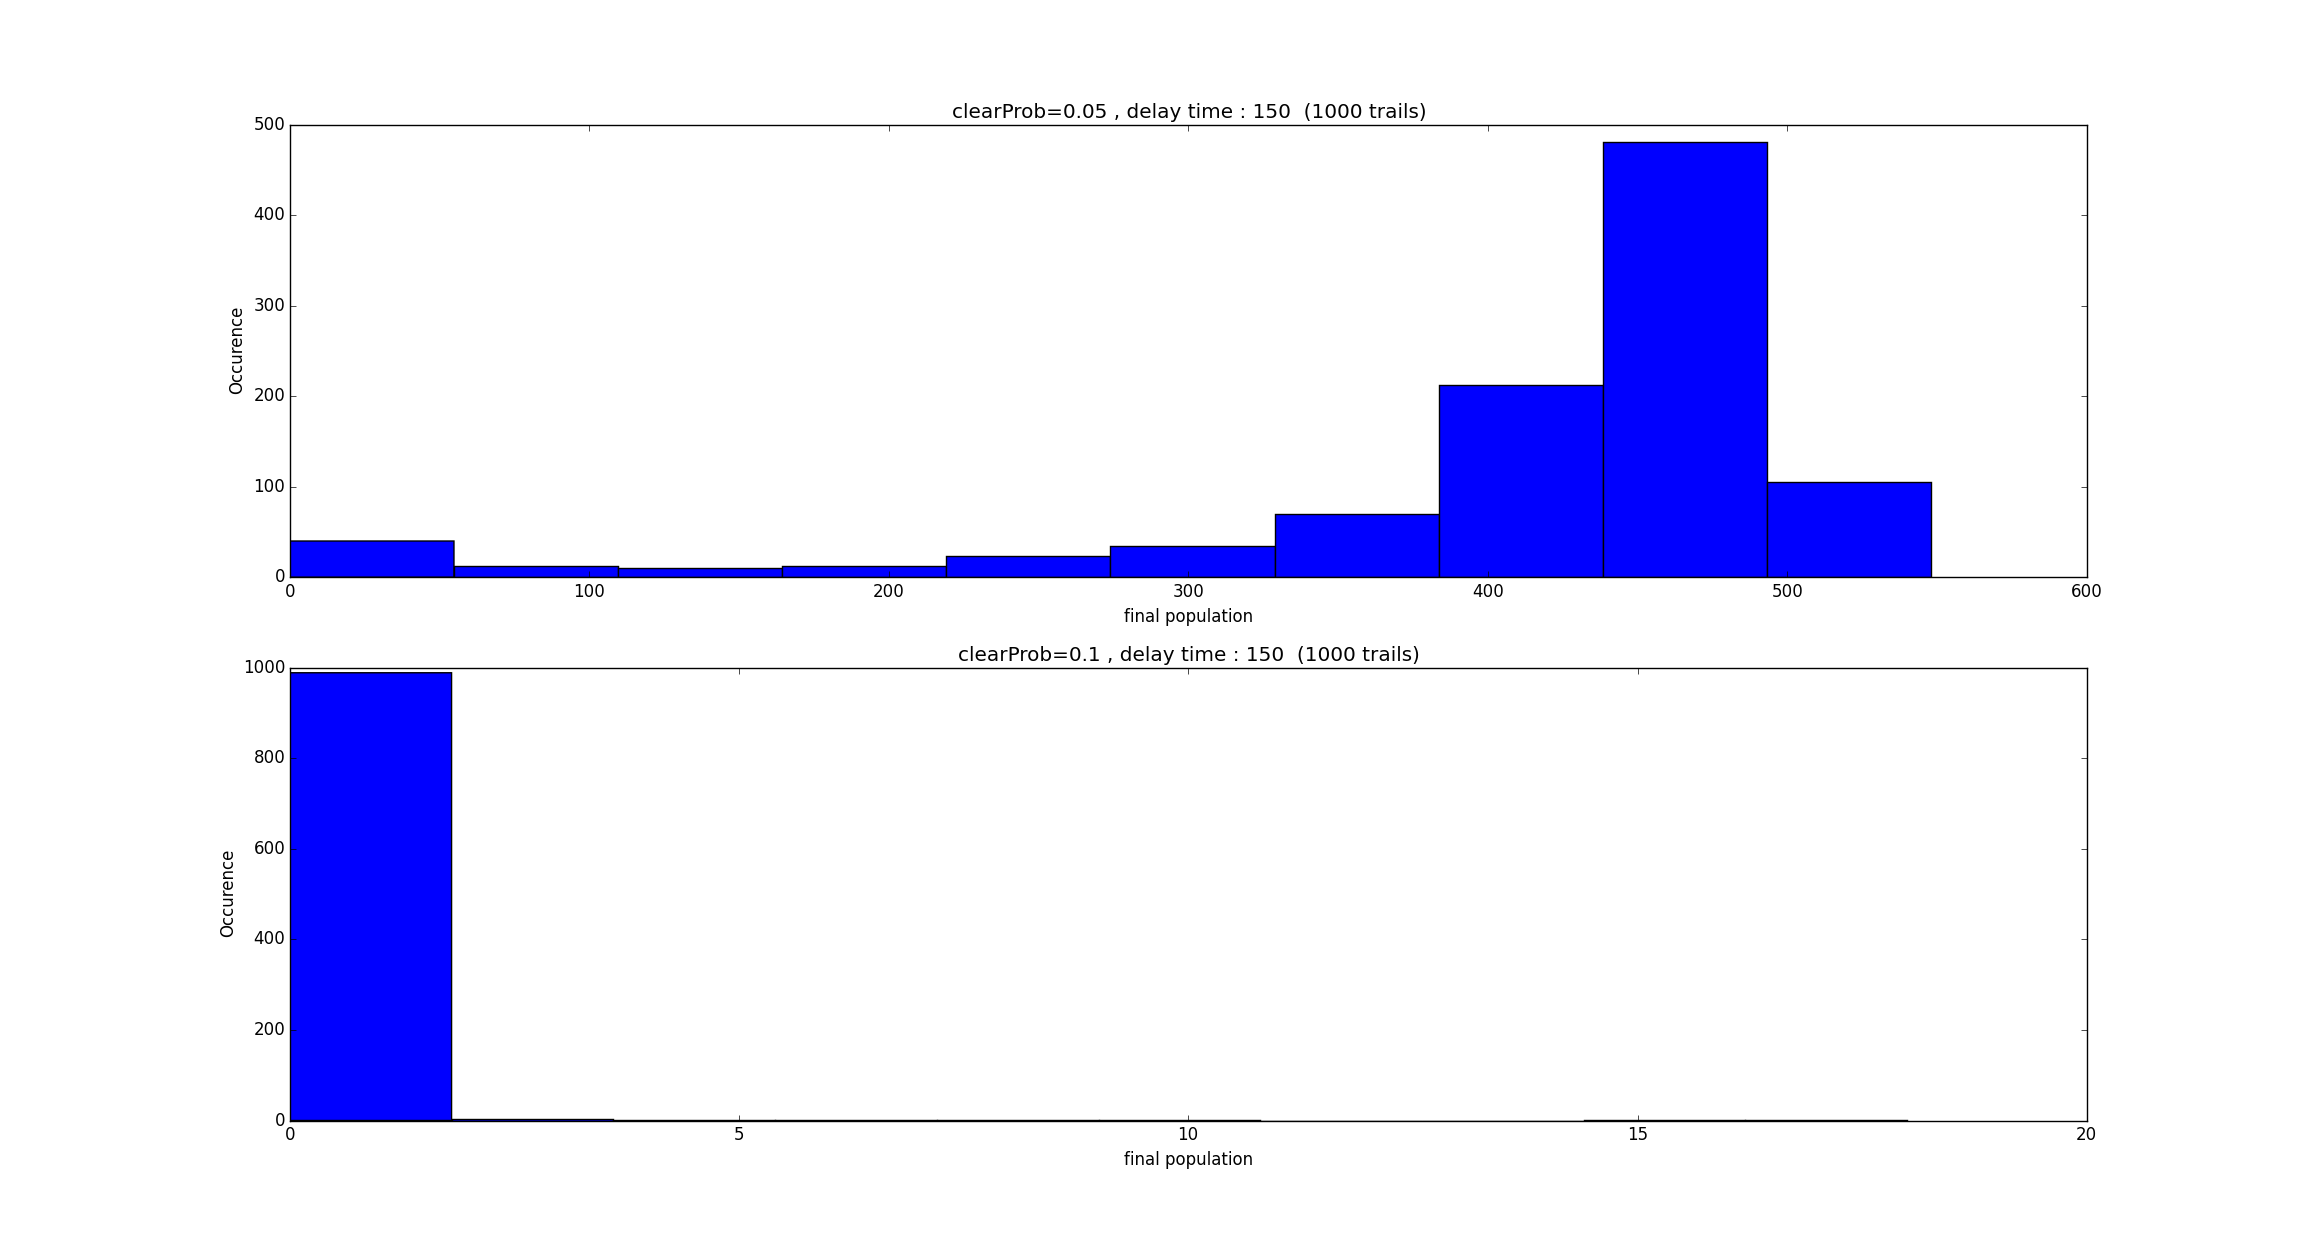 clearProb=0.05 , delay time : 150  (1000 trails)
500
400
300
200
100
0
Occurence
0 100 200 300 400 500 600
final population
clearProb=0.1 , delay time : 150  (1000 trails)
1000
800
600
400
200
0
Occurence
0 5 10 15 20
final population